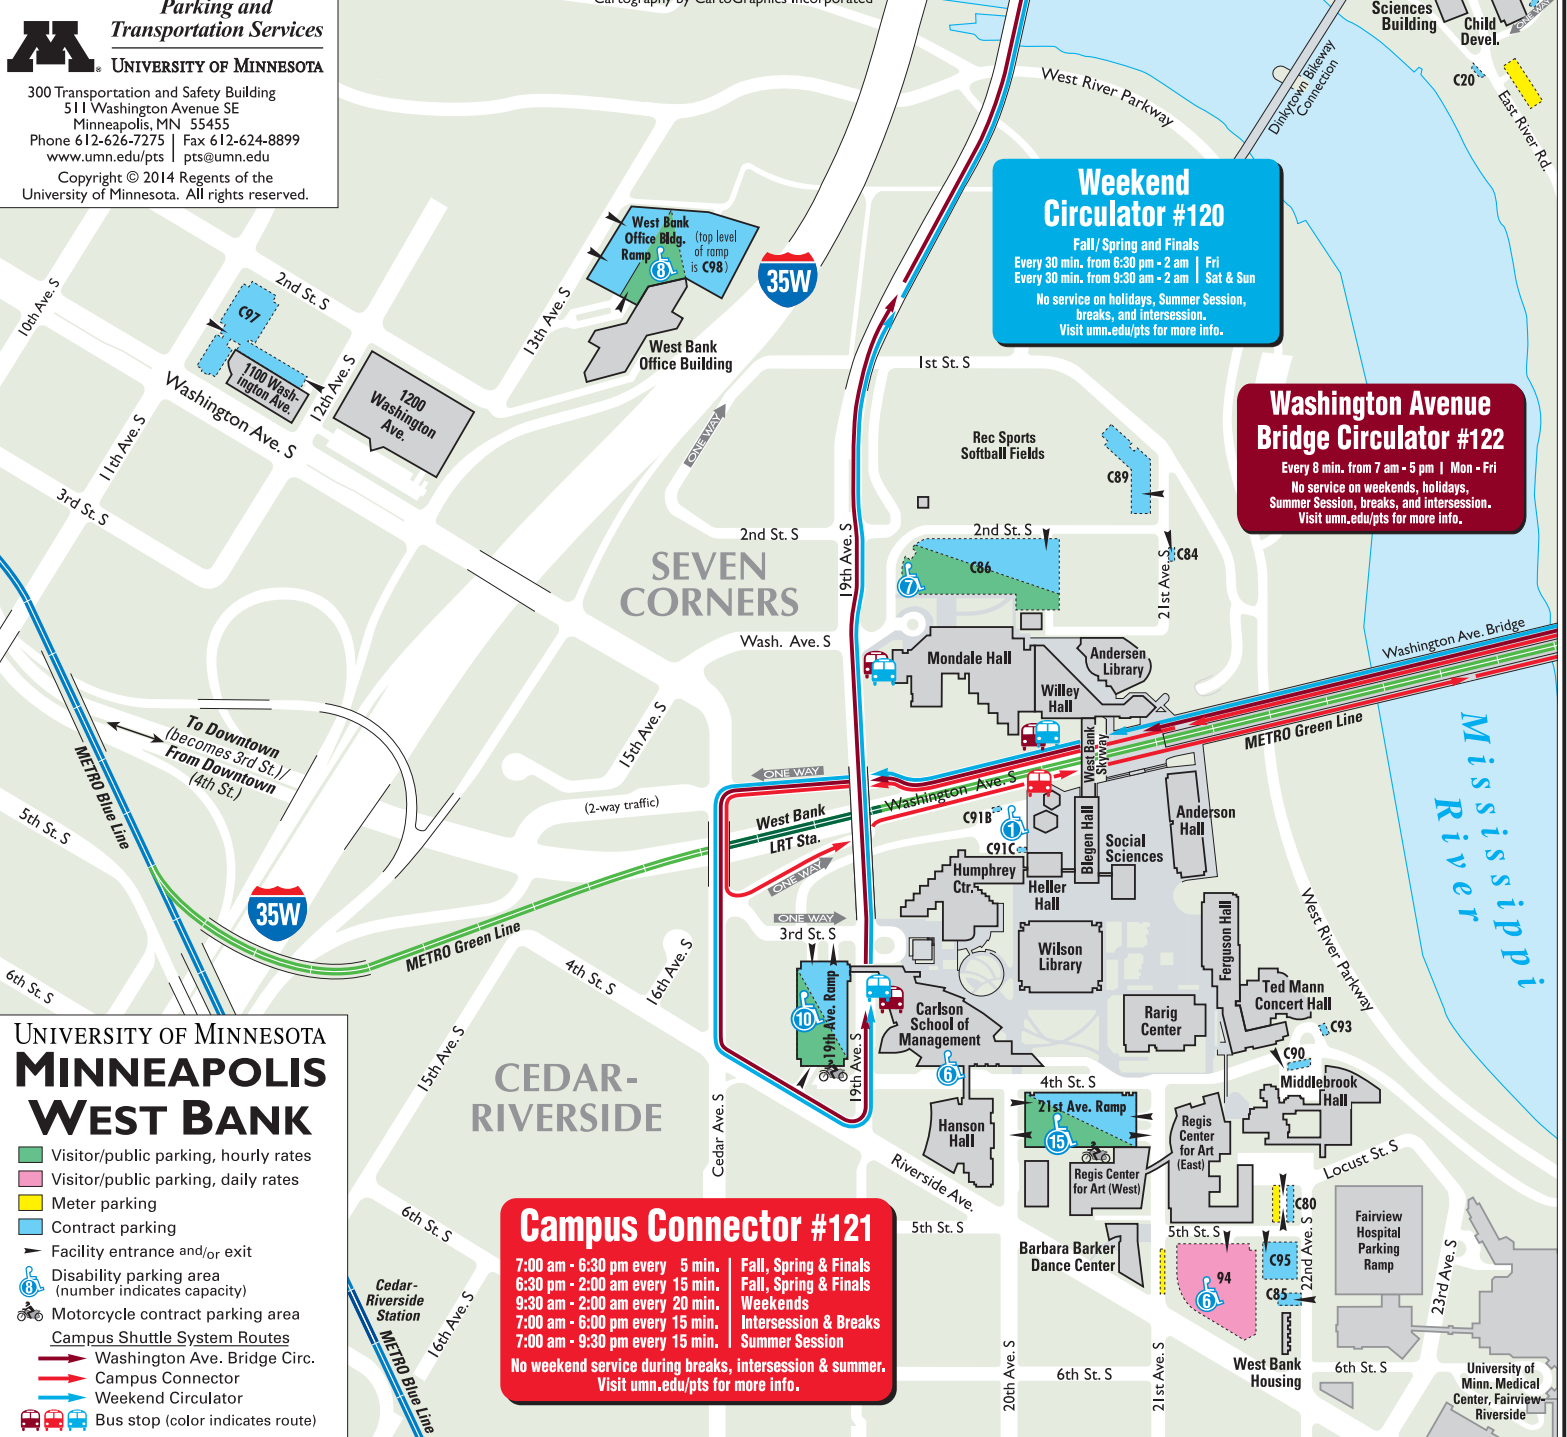 Parking and
Transportation Services
UNIVERSITY OF MINNESOTA
300 Transportation and Safety Building
511 Washington Avenue SE
Minneapolis, MN 55455
Phone 612-626-7275 | Fax 612-624-8899
www.umn.edu/pts | pts@umn.edu
Copyright © 2014 Regents of the
University of Minnesota. All rights reserved.
Cartography by CartoGraphics Incorporated
Sciences
Building
Child
Devel.
ONE WAY
C20
East River Rd.
Dinkytown Bikeway
Connection
West River Parkway
Weekend
Circulator #120
Fall/Spring and Finals
Every 30 min. from 6:30 pm - 2 am | Fri
Every 30 min. from 9:30 am - 2 am | Sat & Sun
No service on holidays, Summer Session,
breaks, and intersession.
Visit umn.edu/pts for more info.
West Bank
Office Bldg.
Ramp
(top level
of ramp
is C98)
8
35W
West Bank
Office Building
10th Ave. S
2nd St. S
C97
13th Ave. S
1100 Wash-
ington Ave.
12th Ave. S
1200
Washington
Ave.
Washington Ave. S
11th Ave. S
3rd St. S
ONE WAY
1st St. S
Washington Avenue
Bridge Circulator #122
Every 8 min. from 7 am - 5 pm | Mon - Fri
No service on weekends, holidays,
Summer Session, breaks, and intersession.
Visit umn.edu/pts for more info.
Rec Sports
Softball Fields
C89
2nd St. S
19th Ave. S
2nd St. S
C86
7
21st Ave. S
C84
SEVEN
CORNERS
Wash. Ave. S
Mondale Hall
Andersen
Library
Willey
Hall
Washington Ave. Bridge
METRO Green Line
Mississippi
River
To Downtown
(becomes 3rd St.)/
From Downtown
(4th St.)
15th Ave. S
METRO Blue Line
5th St. S
(2-way traffic)
ONE WAY
Washington Ave. S
West Bank
Skyway
West Bank
LRT Sta.
ONE WAY
C91B
1
C91C
Blegen Hall
Social
Sciences
Anderson
Hall
Humphrey
Ctr.
Heller
Hall
35W
METRO Green Line
ONE WAY
3rd St. S
Wilson
Library
Ferguson Hall
West River Parkway
Ted Mann
Concert Hall
6th St. S
4th St. S
16th Ave. S
19th Ave. Ramp
10
Carlson
School of
Management
6
Rarig
Center
C93
C90
Middlebrook
Hall
15th Ave. S
CEDAR-
RIVERSIDE
19th Ave. S
Cedar Ave. S
4th St. S
21st Ave. Ramp
15
Hanson
Hall
Regis
Center
for Art
(East)
Regis Center
for Art (West)
Locust St. S
Riverside Ave.
C80
Fairview
Hospital
Parking
Ramp
5th St. S
5th St. S
Barbara Barker
Dance Center
94
6
C95
C85
22nd Ave. S
23rd Ave. S
West Bank
Housing
6th St. S
6th St. S
20th Ave. S
21st Ave. S
University of
Minn. Medical
Center, Fairview-
Riverside
6th St. S
16th Ave. S
Cedar-
Riverside
Station
METRO Blue Line
Campus Connector #121
7:00 am - 6:30 pm every 5 min. | Fall, Spring & Finals
6:30 pm - 2:00 am every 15 min. | Fall, Spring & Finals
9:30 am - 2:00 am every 20 min. | Weekends
7:00 am - 6:00 pm every 15 min. | Intersession & Breaks
7:00 am - 9:30 pm every 15 min. | Summer Session
No weekend service during breaks, intersession & summer.
Visit umn.edu/pts for more info.
UNIVERSITY OF MINNESOTA
MINNEAPOLIS
WEST BANK
Visitor/public parking, hourly rates
Visitor/public parking, daily rates
Meter parking
Contract parking
Facility entrance and/or exit
8
Disability parking area
(number indicates capacity)
Motorcycle contract parking area
Campus Shuttle System Routes
Washington Ave. Bridge Circ.
Campus Connector
Weekend Circulator
Bus stop (color indicates route)